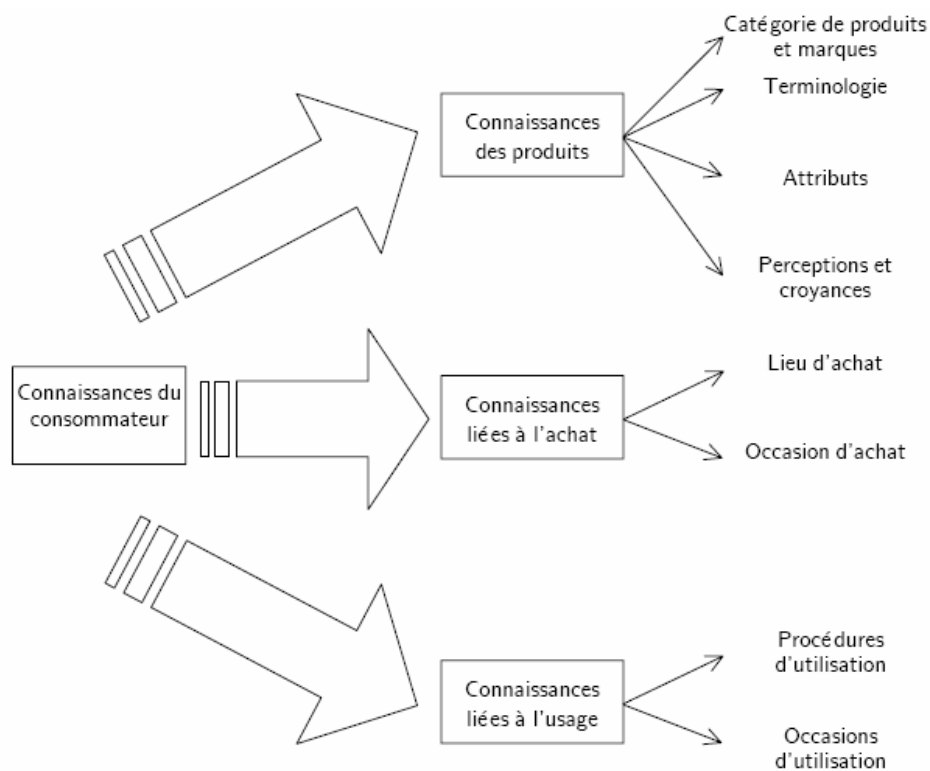 Catégorie de produits
et marques
Terminologie
Connaissances
des produits
Attributs
Perceptions et
croyances
Connaissances du
consommateur
Lieu d'achat
Connaissances
liées à l'achat
Occasion d'achat
Procédures
d'utilisation
Connaissances
liées à l'usage
Occasions
d'utilisation